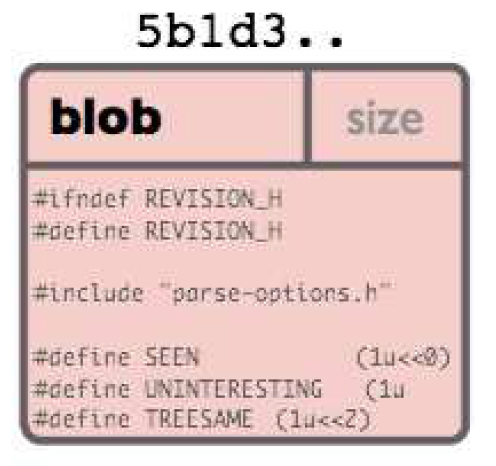 5b1d3..
blob size
#ifndef REVISION_H
#define REVISION_H
#include "parse-options.h"
#define SEEN (1u<<0)
#define UNINTERESTING (1u
#define TREESAME (1u<<2)